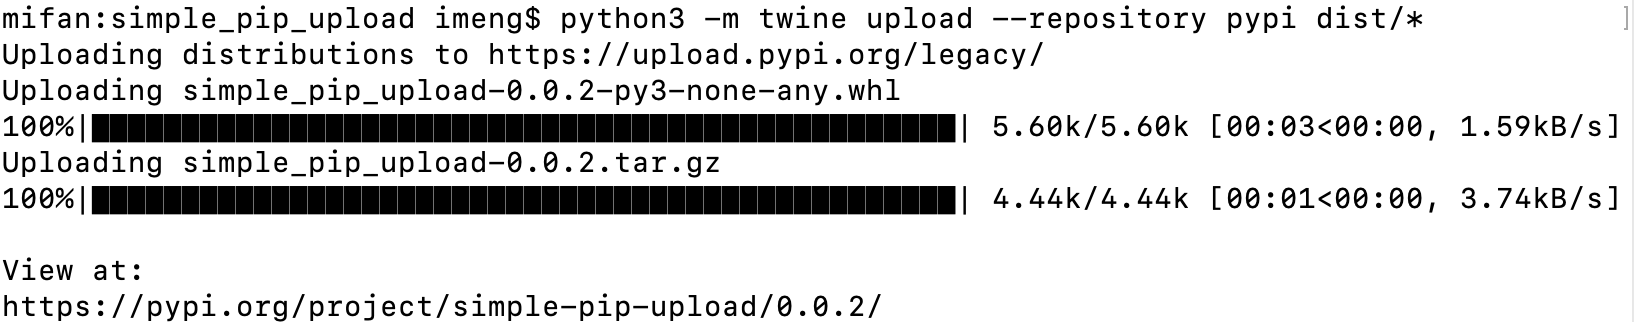 mifan:simple_pip_upload imeng$ python3 -m twine upload --repository pypi dist/* ]
Uploading distributions to https://upload.pypi.org/legacy/
Uploading simple_pip_upload-0.0.2-py3-none-any.whl
100%|████████████████████████████████████████████████| 5.60k/5.60k [00:03<00:00, 1.59kB/s]
Uploading simple_pip_upload-0.0.2.tar.gz
100%|████████████████████████████████████████████████| 4.44k/4.44k [00:01<00:00, 3.74kB/s]
View at:
https://pypi.org/project/simple-pip-upload/0.0.2/